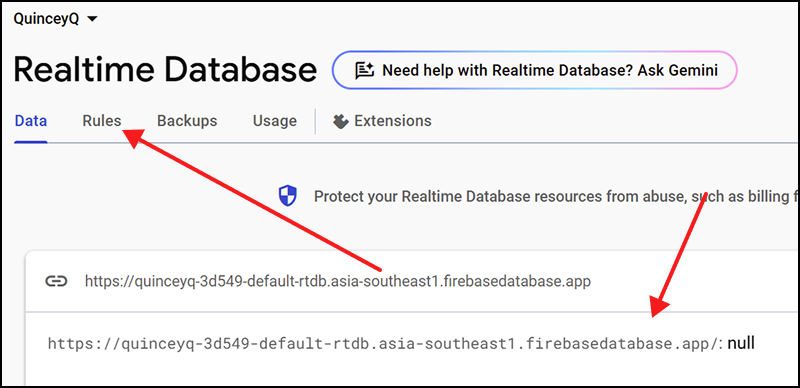 QuinceyQ
Realtime Database
Need help with Realtime Database? Ask Gemini
Data Rules Backups Usage Extensions
Protect your Realtime Database resources from abuse, such as billing f
https://quinceyq-3d549-default-rtdb.asia-southeast1.firebasedatabase.app
https://quinceyq-3d549-default-rtdb.asia-southeast1.firebasedatabase.app/: null